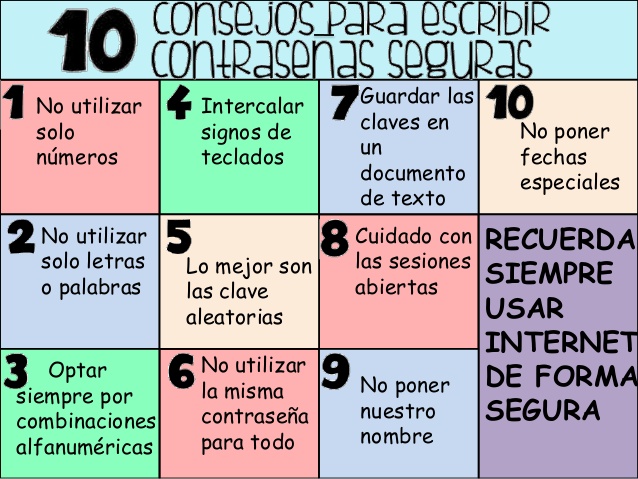 10 CONSEJOS PARA ESCRIBIR
CONTRASEÑAS SEGURAS
1 No utilizar
solo
números
2 No utilizar
solo letras
o palabras
3 Optar
siempre por
combinaciones
alfanuméricas
4 Intercalar
signos de
teclados
5
Lo mejor son
las clave
aleatorias
6 No utilizar
la misma
contraseña
para todo
7 Guardar las
claves en
un
documento
de texto
8 Cuidado con
las sesiones
abiertas
9 No poner
nuestro
nombre
10
No poner
fechas
especiales
RECUERDA
SIEMPRE
USAR
INTERNET
DE FORMA
SEGURA